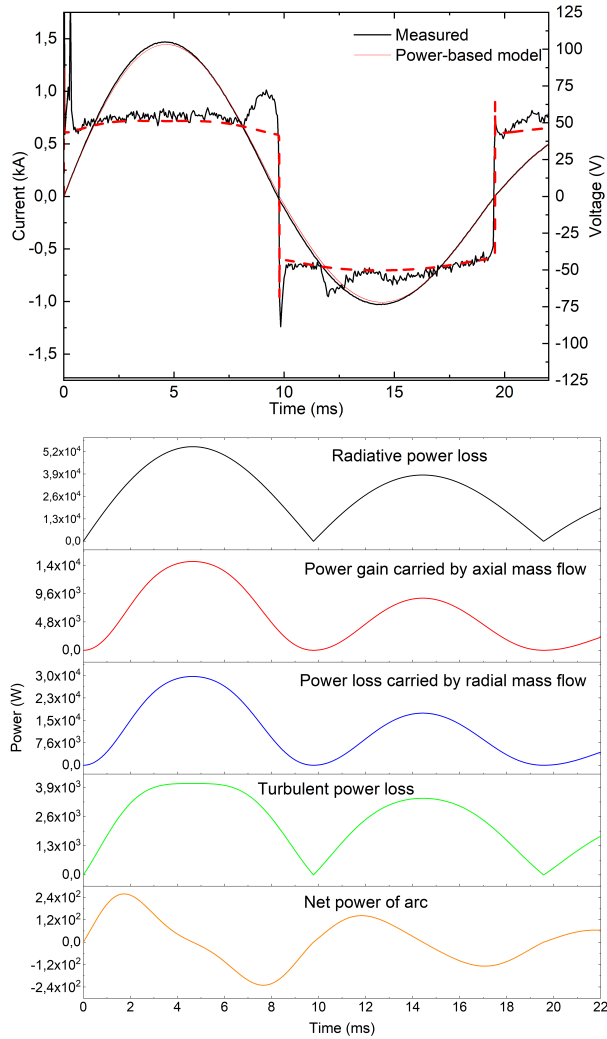 Measured
Power-based model
Current (kA)
1,5
1,0
0,5
0,0
-0,5
-1,0
-1,5
125
100
75
50
25
0
-25
-50
-75
-100
-125
Voltage (V)
0 5 10 15 20
Time (ms)
Power (W)
Radiative power loss
5,2x10⁴
3,9x10⁴
2,6x10⁴
1,3x10⁴
0,0
Power gain carried by axial mass flow
1,4x10⁴
9,6x10³
4,8x10³
0,0
Power loss carried by radial mass flow
3,0x10⁴
1,5x10⁴
7,6x10³
0,0
Turbulent power loss
3,9x10³
2,6x10³
1,3x10³
0,0
Net power of arc
2,4x10²
1,2x10²
0,0
-1,2x10²
-2,4x10²
0 2 4 6 8 10 12 14 16 18 20 22
Time (ms)